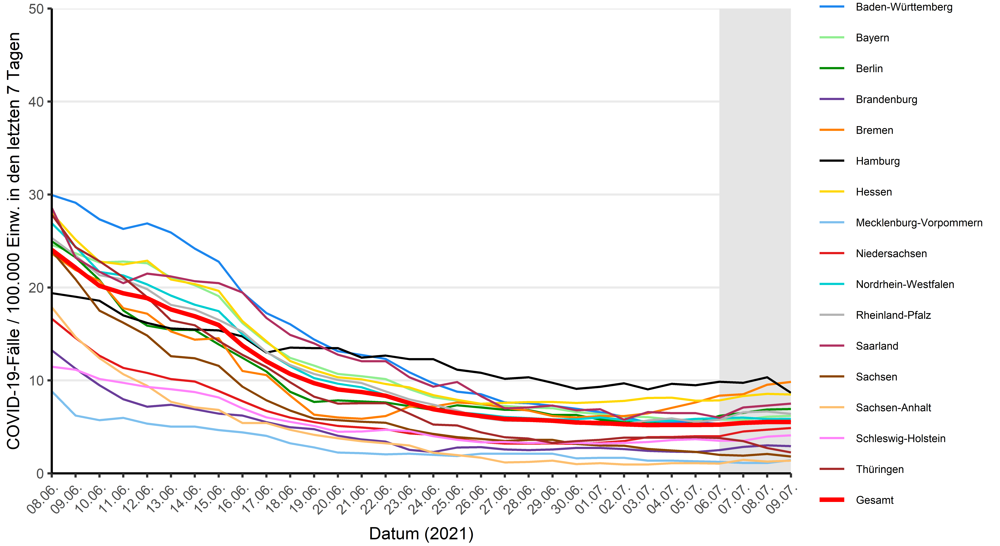 COVID-19-Fälle / 100.000 Einw. in den letzten 7 Tagen
50
40
30
20
10
0
08.06.
09.06.
10.06.
11.06.
12.06.
13.06.
14.06.
15.06.
16.06.
17.06.
18.06.
19.06.
20.06.
21.06.
22.06.
23.06.
24.06.
25.06.
26.06.
27.06.
28.06.
29.06.
30.06.
01.07.
02.07.
03.07.
04.07.
05.07.
06.07.
07.07.
08.07.
09.07.
Datum (2021)
Baden-Württemberg
Bayern
Berlin
Brandenburg
Bremen
Hamburg
Hessen
Mecklenburg-Vorpommern
Niedersachsen
Nordrhein-Westfalen
Rheinland-Pfalz
Saarland
Sachsen
Sachsen-Anhalt
Schleswig-Holstein
Thüringen
Gesamt